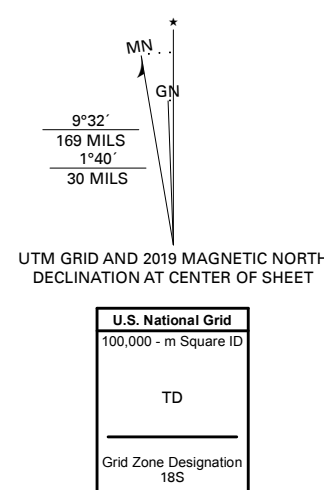 ★
MN
GN
9°32´
169 MILS
1°40´
30 MILS
UTM GRID AND 2019 MAGNETIC NORTH
DECLINATION AT CENTER OF SHEET
U.S. National Grid
100,000 - m Square ID
TD
Grid Zone Designation
18S